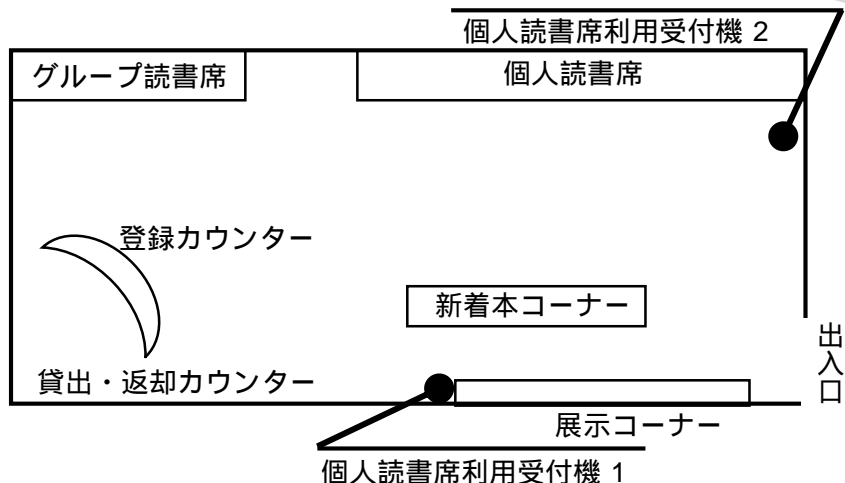 個人読書席利用受付機 2
グループ読書席
個人読書席
登録カウンター
新着本コーナー
出入口
貸出・返却カウンター
展示コーナー
個人読書席利用受付機 1